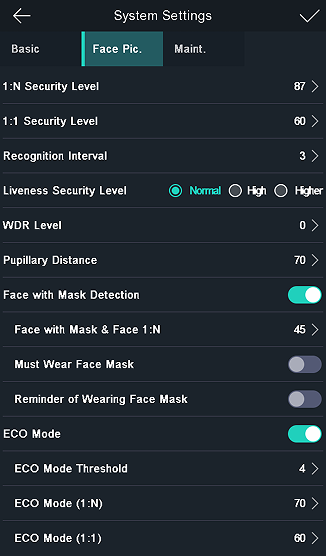 System Settings
Basic Face Pic. Maint.
1:N Security Level 87
1:1 Security Level 60
Recognition Interval 3
Liveness Security Level Normal High Higher
WDR Level 0
Pupillary Distance 70
Face with Mask Detection
Face with Mask & Face 1:N 45
Must Wear Face Mask
Reminder of Wearing Face Mask
ECO Mode
ECO Mode Threshold 4
ECO Mode (1:N) 70
ECO Mode (1:1) 60